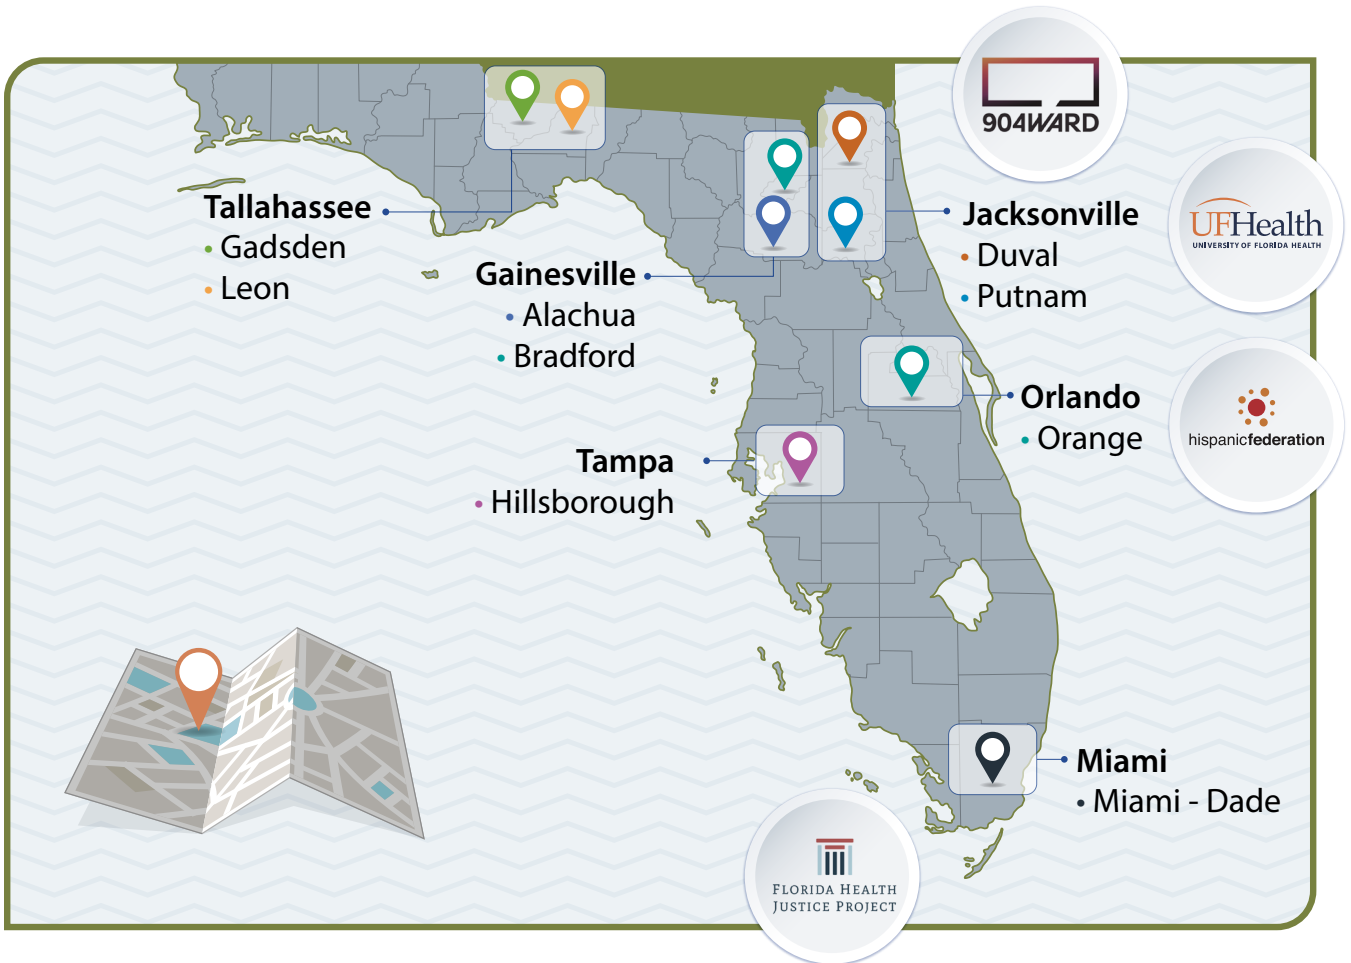 904WARD
UFHealth
UNIVERSITY OF FLORIDA HEALTH
Tallahassee
• Gadsden
• Leon
Jacksonville
• Duval
• Putnam
Gainesville
• Alachua
• Bradford
Orlando
• Orange
hispanicfederation
Tampa
• Hillsborough
Miami
• Miami - Dade
FLORIDA HEALTH
JUSTICE PROJECT